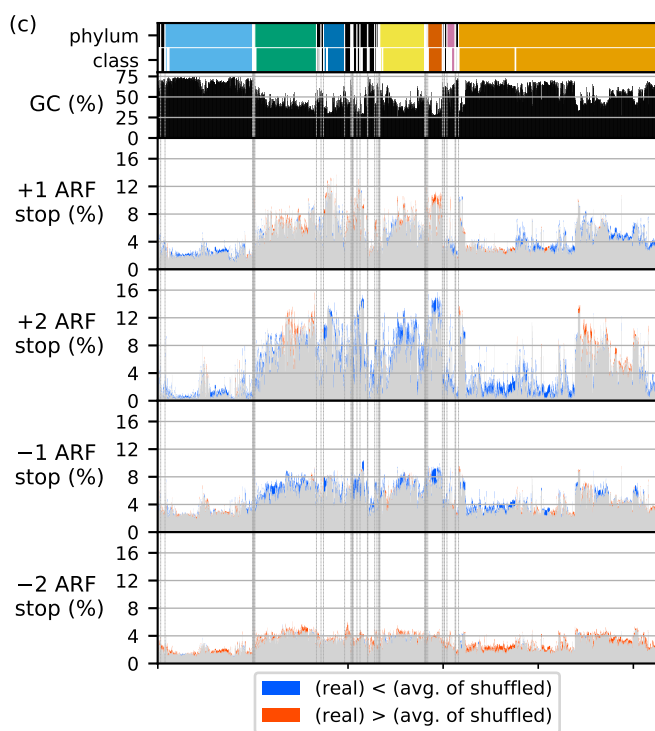 (c)
phylum
class
GC (%)
75
50
25
0
+1 ARF
stop (%)
16
12
8
4
0
+2 ARF
stop (%)
16
12
8
4
0
−1 ARF
stop (%)
16
12
8
4
0
−2 ARF
stop (%)
16
12
8
4
0
(real) < (avg. of shuffled)
(real) > (avg. of shuffled)